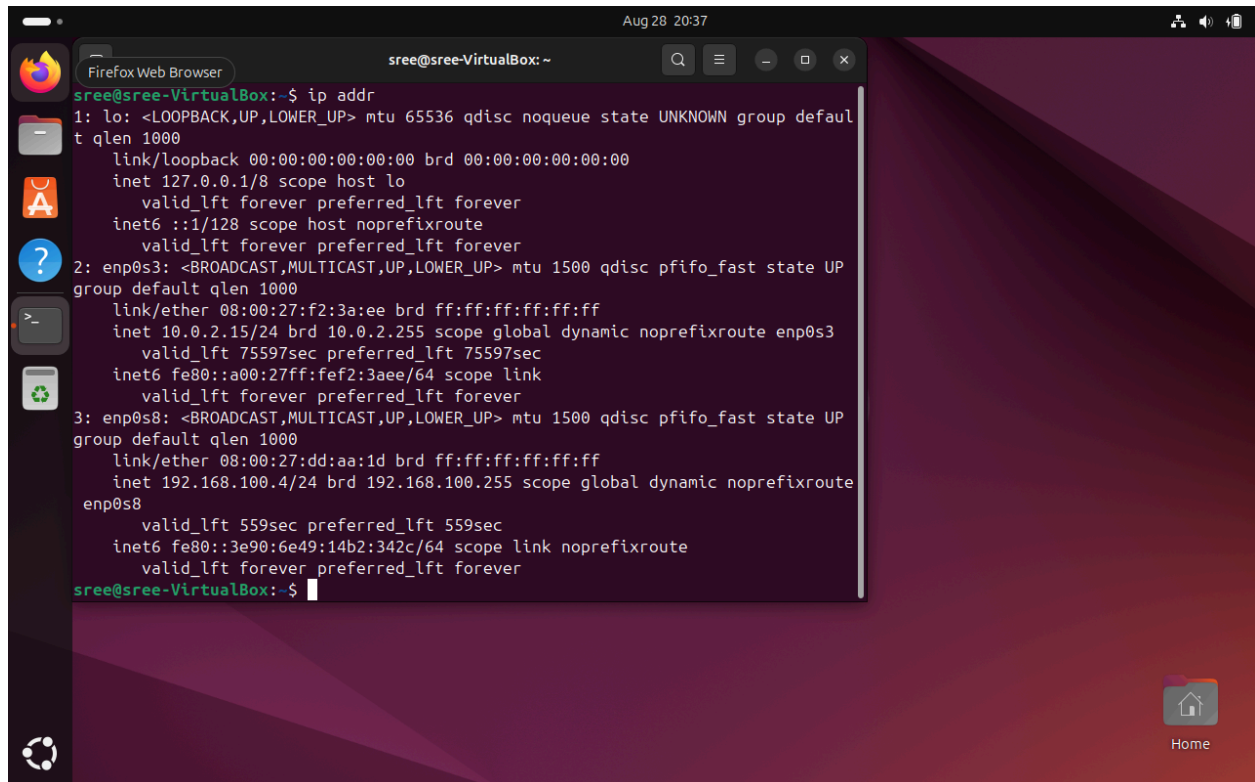 Aug 28 20:37
sree@sree-VirtualBox: ~
Firefox Web Browser
sree@sree-VirtualBox:~$ ip addr
1: lo: <LOOPBACK,UP,LOWER_UP> mtu 65536 qdisc noqueue state UNKNOWN group defaul
t qlen 1000
    link/loopback 00:00:00:00:00:00 brd 00:00:00:00:00:00
    inet 127.0.0.1/8 scope host lo
       valid_lft forever preferred_lft forever
    inet6 ::1/128 scope host noprefixroute
       valid_lft forever preferred_lft forever
2: enp0s3: <BROADCAST,MULTICAST,UP,LOWER_UP> mtu 1500 qdisc pfifo_fast state UP
group default qlen 1000
    link/ether 08:00:27:f2:3a:ee brd ff:ff:ff:ff:ff:ff
    inet 10.0.2.15/24 brd 10.0.2.255 scope global dynamic noprefixroute enp0s3
       valid_lft 75597sec preferred_lft 75597sec
    inet6 fe80::a00:27ff:fef2:3aee/64 scope link
       valid_lft forever preferred_lft forever
3: enp0s8: <BROADCAST,MULTICAST,UP,LOWER_UP> mtu 1500 qdisc pfifo_fast state UP
group default qlen 1000
    link/ether 08:00:27:dd:aa:1d brd ff:ff:ff:ff:ff:ff
    inet 192.168.100.4/24 brd 192.168.100.255 scope global dynamic noprefixroute
 enp0s8
       valid_lft 559sec preferred_lft 559sec
    inet6 fe80::3e90:6e49:14b2:342c/64 scope link noprefixroute
       valid_lft forever preferred_lft forever
sree@sree-VirtualBox:~$
Home